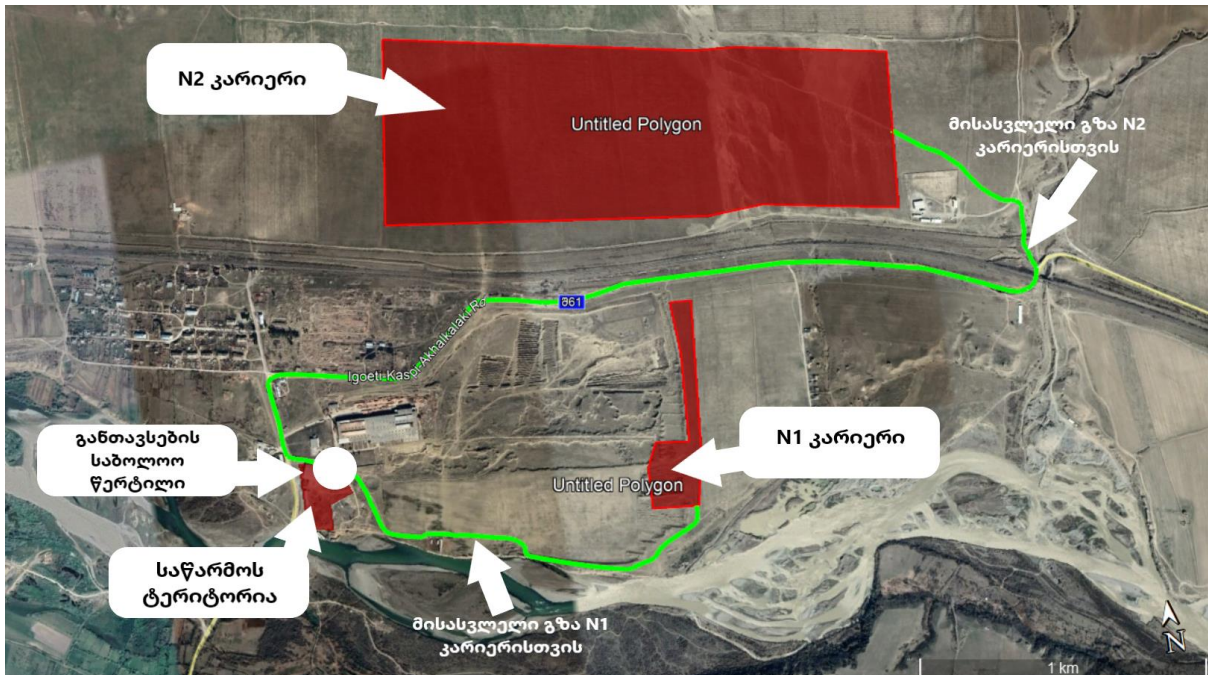 N2 კარიერი
Untitled Polygon
მისასვლელი გზა N2
კარიერისთვის
შ61
Igoeti Kaspi Akhalkalaki Rd
განთავსების
საბოლოო
წერტილი
N1 კარიერი
Untitled Polygon
საწარმოს
ტერიტორია
მისასვლელი გზა N1
კარიერისთვის
1 km
N